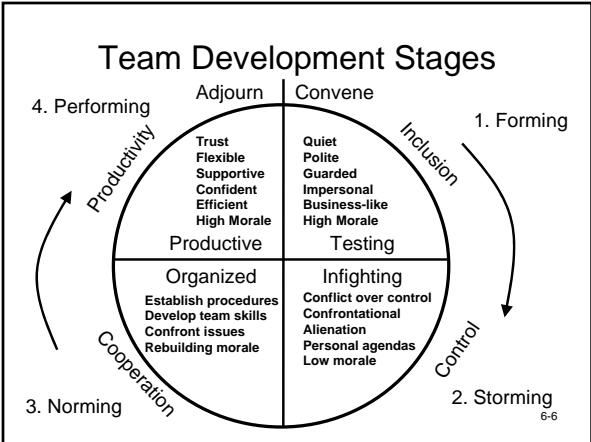 Team Development Stages
Adjourn
Convene
4. Performing
1. Forming
Productivity
Inclusion
Trust
Flexible
Supportive
Confident
Efficient
High Morale
Productive
Quiet
Polite
Guarded
Impersonal
Business-like
High Morale
Testing
Organized
Establish procedures
Develop team skills
Confront issues
Rebuilding morale
Infighting
Conflict over control
Confrontational
Alienation
Personal agendas
Low morale
Cooperation
Control
3. Norming
2. Storming
6-6